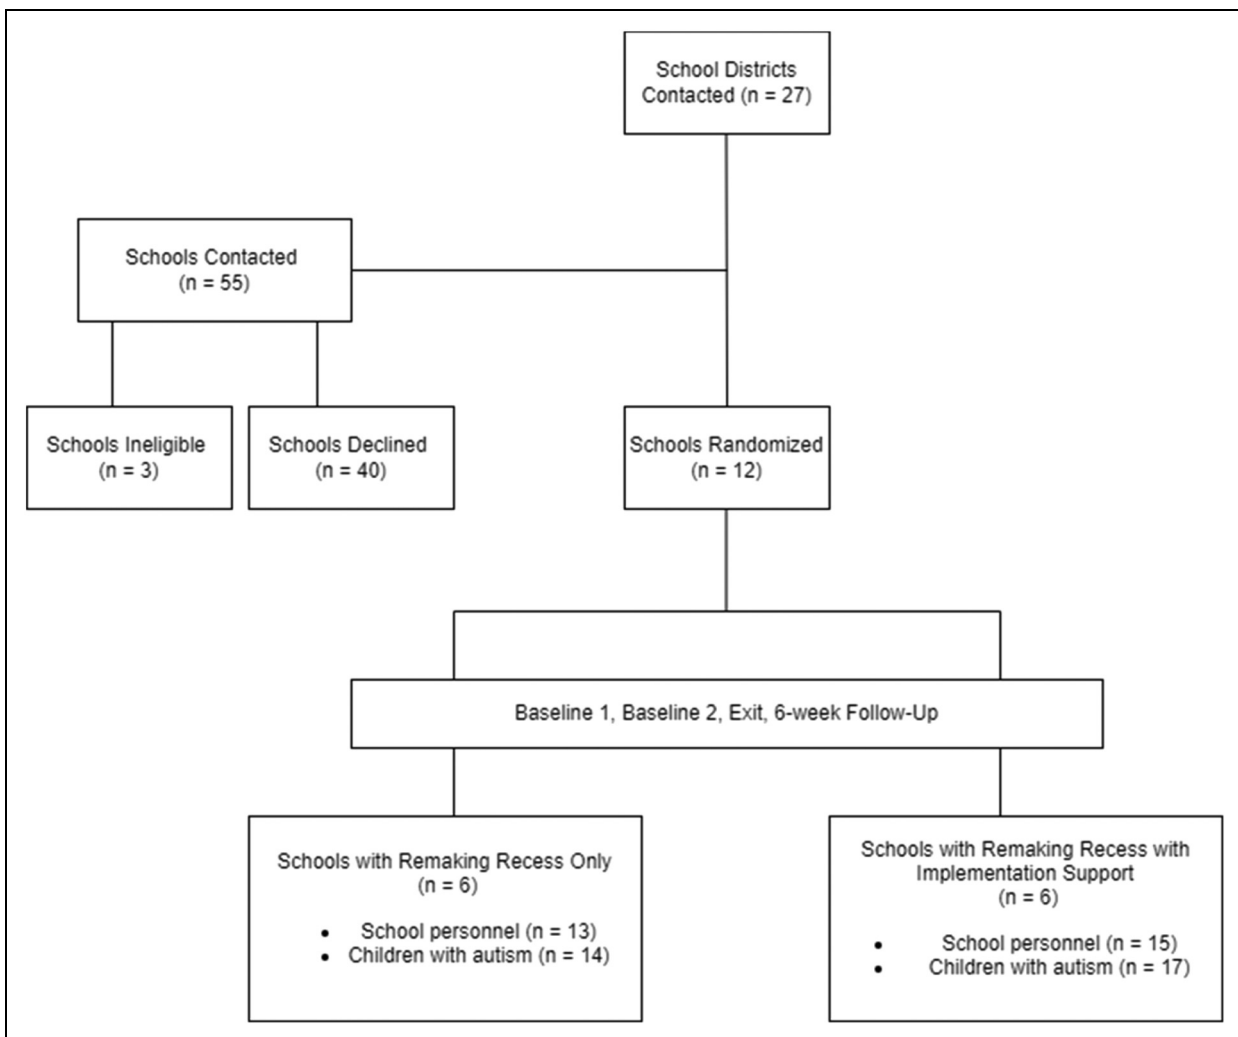 School Districts
Contacted (n = 27)
Schools Contacted
(n = 55)
Schools Ineligible
(n = 3)
Schools Declined
(n = 40)
Schools Randomized
(n = 12)
Baseline 1, Baseline 2, Exit, 6-week Follow-Up
Schools with Remaking Recess Only
(n = 6)
• School personnel (n = 13)
• Children with autism (n = 14)
Schools with Remaking Recess with
Implementation Support
(n = 6)
• School personnel (n = 15)
• Children with autism (n = 17)